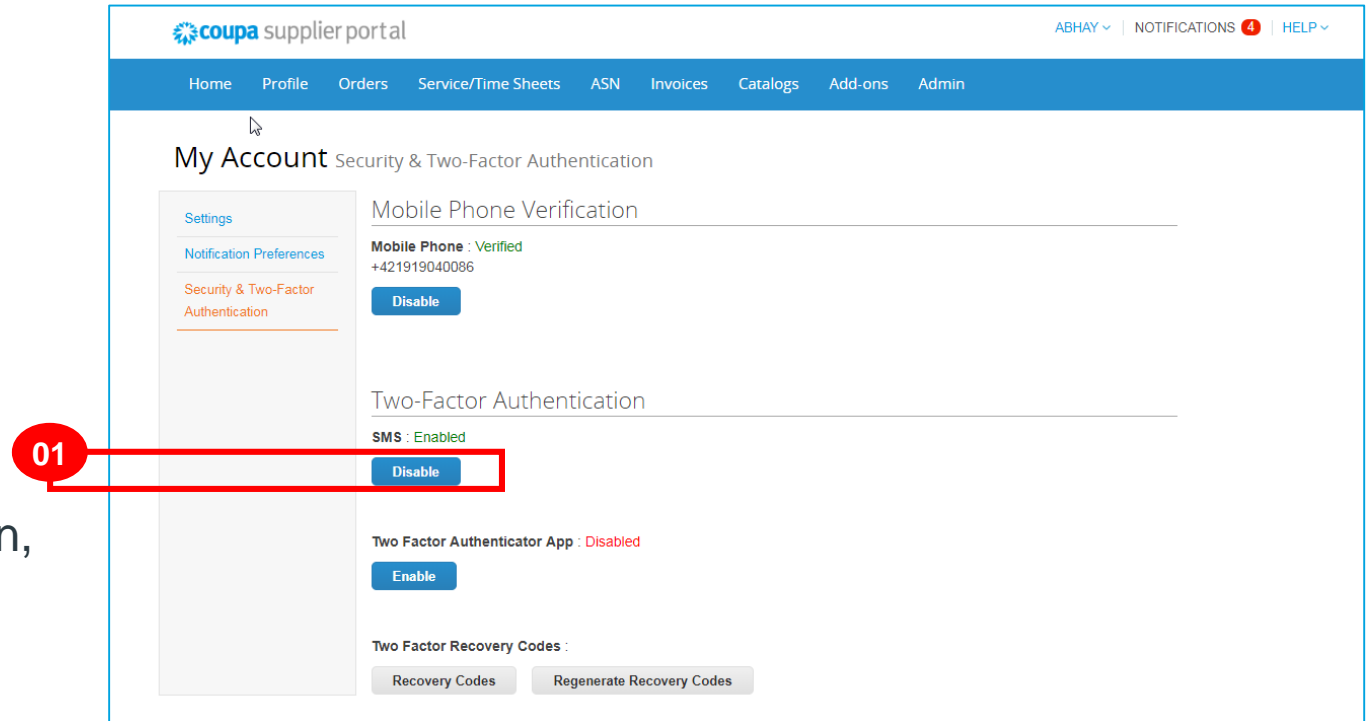 coupa supplier portal
ABHAY NOTIFICATIONS 4 HELP
Home Profile Orders Service/Time Sheets ASN Invoices Catalogs Add-ons Admin
My Account Security & Two-Factor Authentication
Settings
Notification Preferences
Security & Two-Factor
Authentication
Mobile Phone Verification
Mobile Phone : Verified
+421919040086
Disable
Two-Factor Authentication
SMS : Enabled
01
Disable
n,
Two Factor Authenticator App : Disabled
Enable
Two Factor Recovery Codes :
Recovery Codes Regenerate Recovery Codes